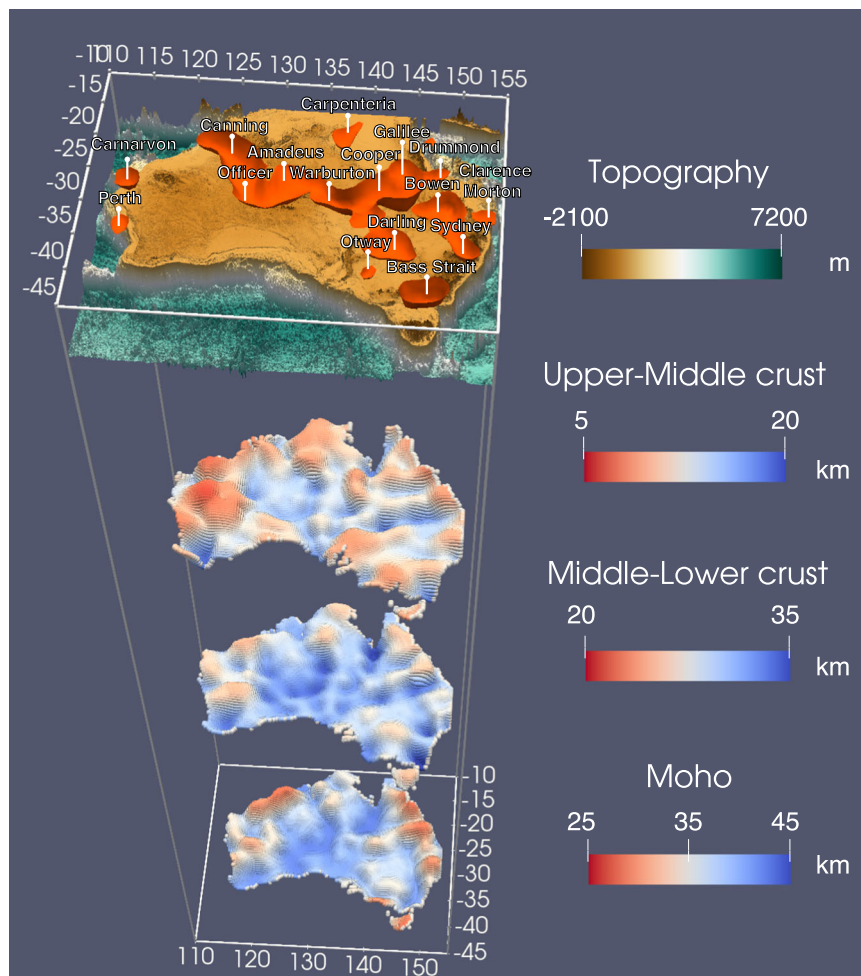 -10
110 115 120 125 130 135 140 145 150 155
-15
-20
-25
-30
-35
-40
-45
Carpenteria
Canning
Galilee
Carnarvon
Amadeus
Cooper
Drummond
Officer
Warburton
Bowen
Clarence
Morton
Perth
Darling
Sydney
Otway
Bass Strait
Topography
-2100 7200
m
Upper-Middle crust
5 20
km
Middle-Lower crust
20 35
km
Moho
25 35 45
km
-10
-15
-20
-25
-30
-35
-40
-45
110 120 130 140 150